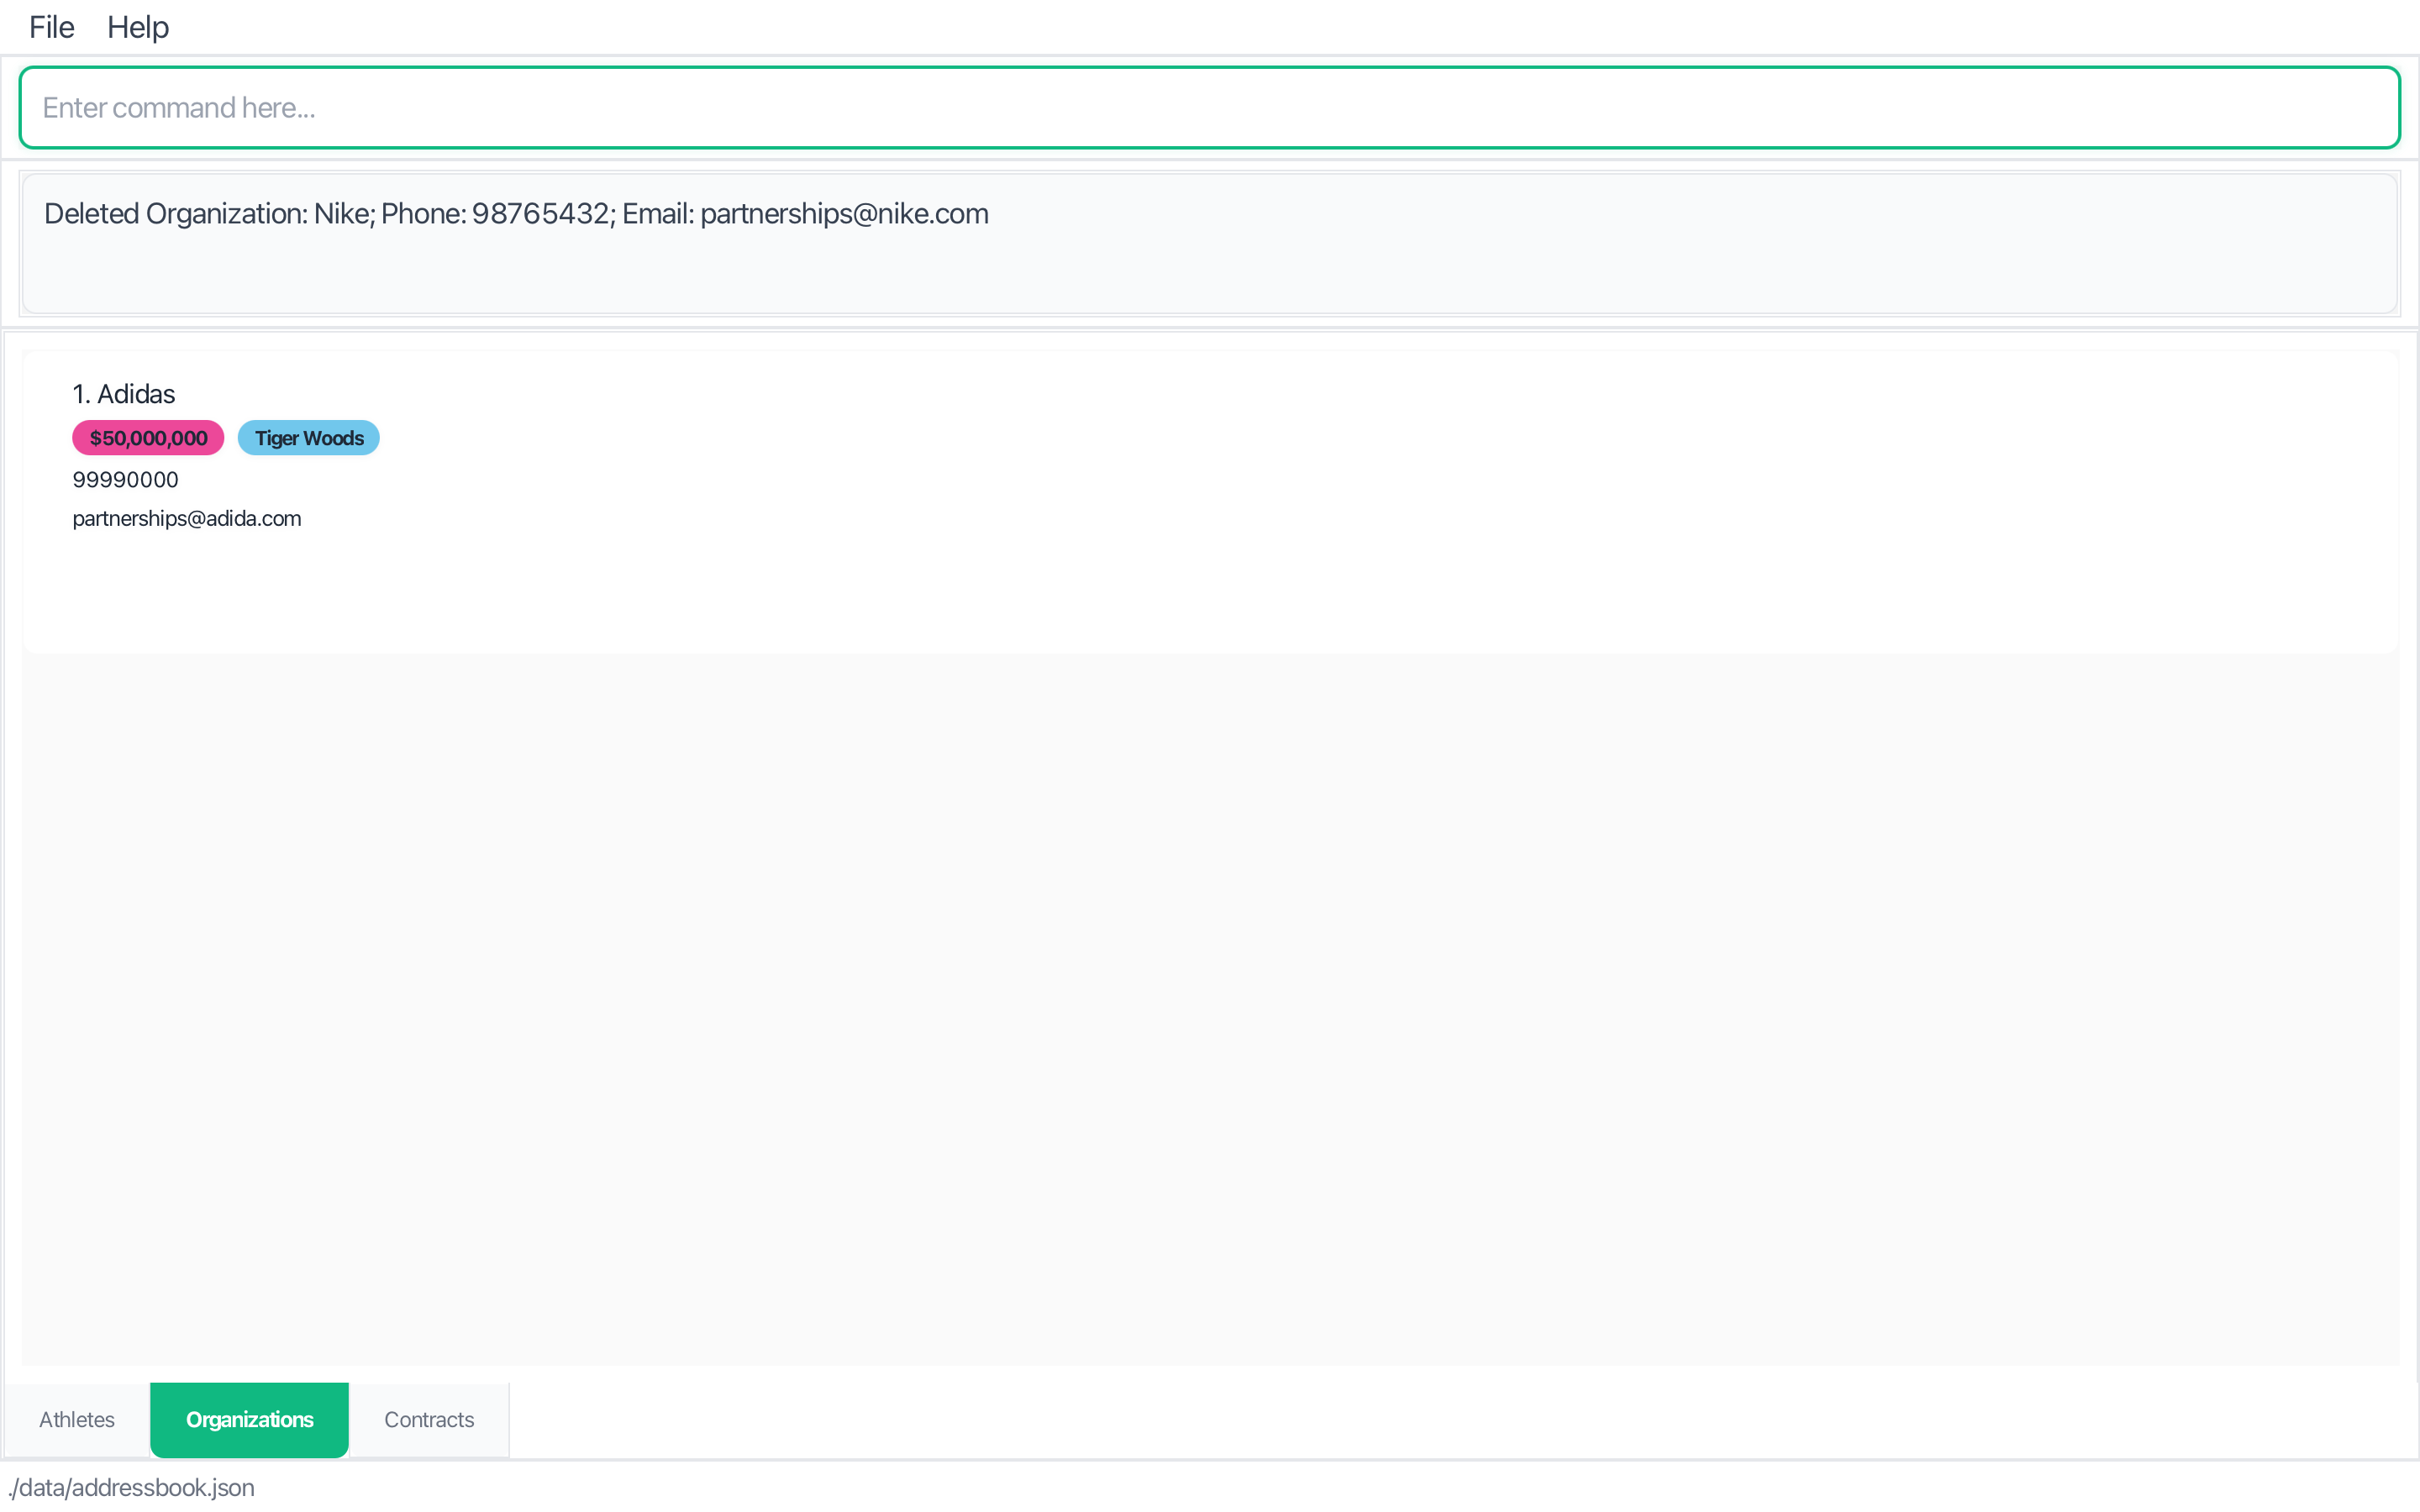 File Help
Enter command here...
Deleted Organization: Nike; Phone: 98765432; Email: partnerships@nike.com
1. Adidas
$50,000,000 Tiger Woods
99990000
partnerships@adida.com
Athletes Organizations Contracts
./data/addressbook.json